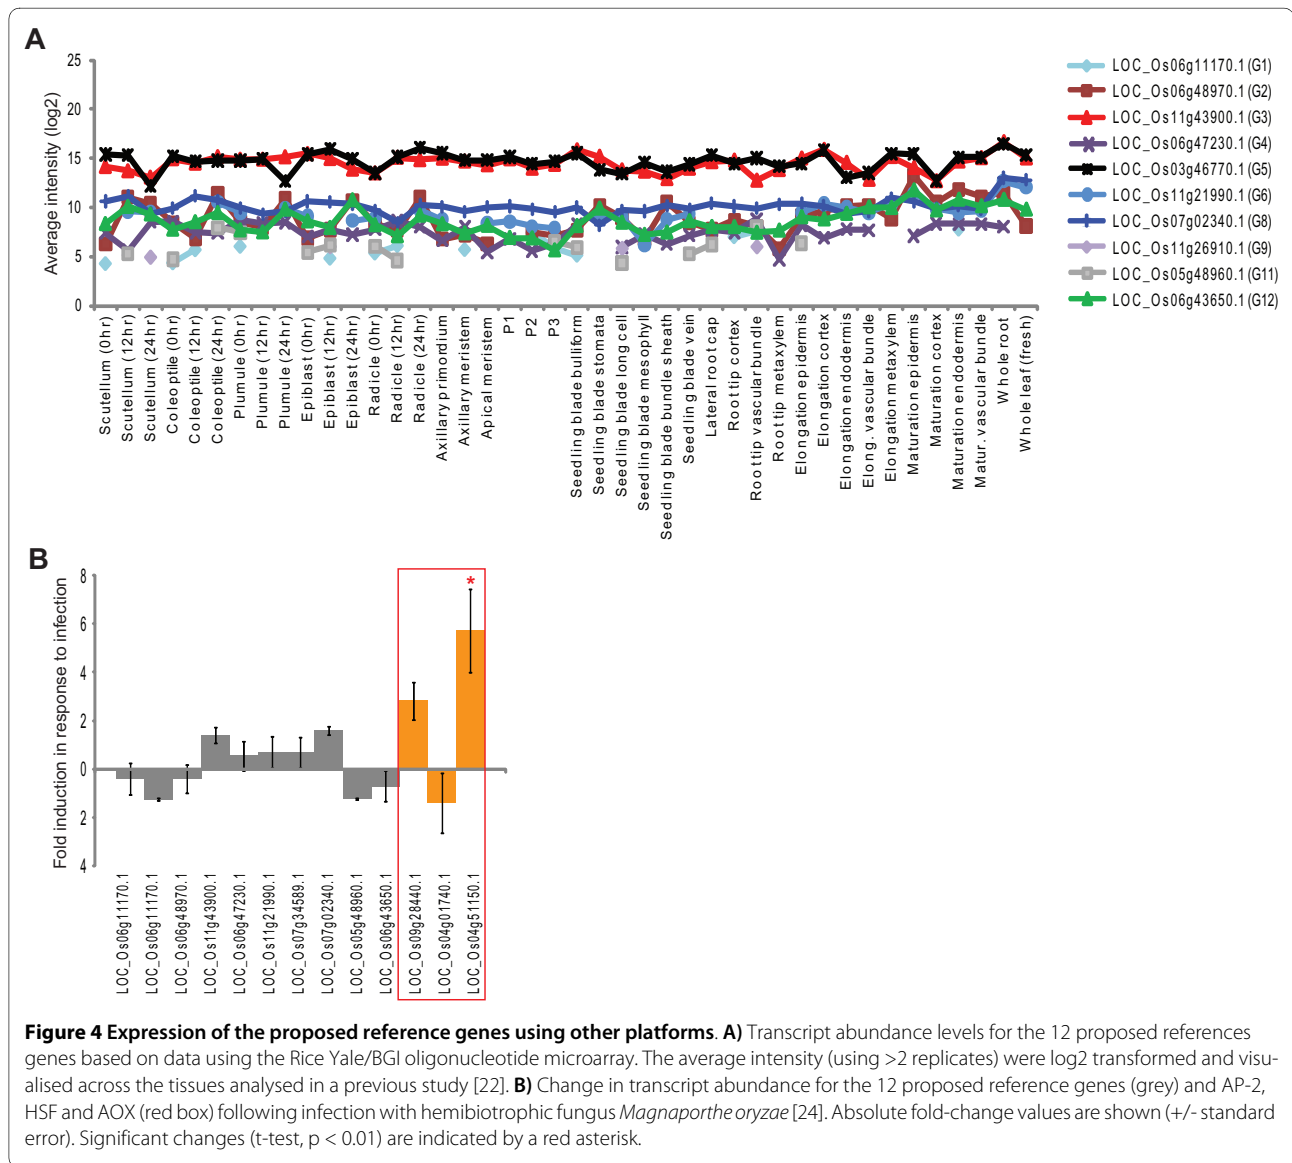 A
25
20
15
10
5
0
Average intensity (log2)
LOC_Os06g11170.1 (G1)
LOC_Os06g48970.1 (G2)
LOC_Os11g43900.1 (G3)
LOC_Os06g47230.1 (G4)
LOC_Os03g46770.1 (G5)
LOC_Os11g21990.1 (G6)
LOC_Os07g02340.1 (G8)
LOC_Os11g26910.1 (G9)
LOC_Os05g48960.1 (G11)
LOC_Os06g43650.1 (G12)
Scutellum (0hr)
Scutellum (12hr)
Scutellum (24hr)
Coleoptile (0hr)
Coleoptile (12hr)
Coleoptile (24hr)
Plumule (0hr)
Plumule (12hr)
Plumule (24hr)
Epiblast (0hr)
Epiblast (12hr)
Epiblast (24hr)
Radicle (0hr)
Radicle (12hr)
Radicle (24hr)
Axillary primordium
Axillary meristem
Apical meristem
P1
P2
P3
Seedling blade bulliform
Seedling blade stomata
Seedling blade long cell
Seedling blade mesophyll
Seedling blade bundle sheath
Seedling blade vein
Lateral root cap
Root tip cortex
Root tip vascular bundle
Root tip metaxylem
Elongation epidermis
Elongation cortex
Elongation endodermis
Elong. vascular bundle
Elongation metaxylem
Maturation epidermis
Maturation cortex
Maturation endodermis
Matur. vascular bundle
Whole root
Whole leaf (fresh)
B
8
6
4
2
0
2
4
Fold induction in response to infection
*
LOC_Os06g11170.1
LOC_Os06g11170.1
LOC_Os06g48970.1
LOC_Os11g43900.1
LOC_Os06g47230.1
LOC_Os11g21990.1
LOC_Os07g34589.1
LOC_Os07g02340.1
LOC_Os05g48960.1
LOC_Os06g43650.1
LOC_Os09g28440.1
LOC_Os04g01740.1
LOC_Os04g51150.1
Figure 4 Expression of the proposed reference genes using other platforms. A) Transcript abundance levels for the 12 proposed references
genes based on data using the Rice Yale/BGI oligonucleotide microarray. The average intensity (using >2 replicates) were log2 transformed and visu-
alised across the tissues analysed in a previous study [22]. B) Change in transcript abundance for the 12 proposed reference genes (grey) and AP-2,
HSF and AOX (red box) following infection with hemibiotrophic fungus Magnaporthe oryzae [24]. Absolute fold-change values are shown (+/- standard
error). Significant changes (t-test, p < 0.01) are indicated by a red asterisk.